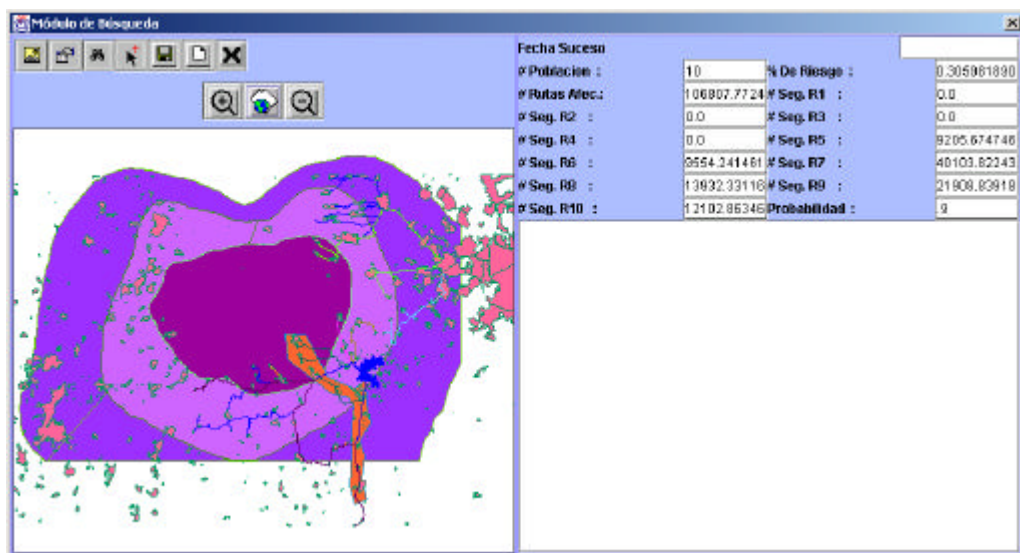 Módulo de Búsqueda
Fecha Suceso
# Poblacion : 10 % De Riesgo : 0.305981890
# Rutas Afec.: 106807.7724 # Seg. R1 : 0.0
# Seg. R2 : 0.0 # Seg. R3 : 0.0
# Seg. R4 : 0.0 # Seg. R5 : 9205.674746
# Seg. R6 : 9554.241461 # Seg. R7 : 40103.82243
# Seg. R8 : 13932.33116 # Seg. R9 : 21908.83918
# Seg. R10 : 12102.86346 Probabilidad : .9